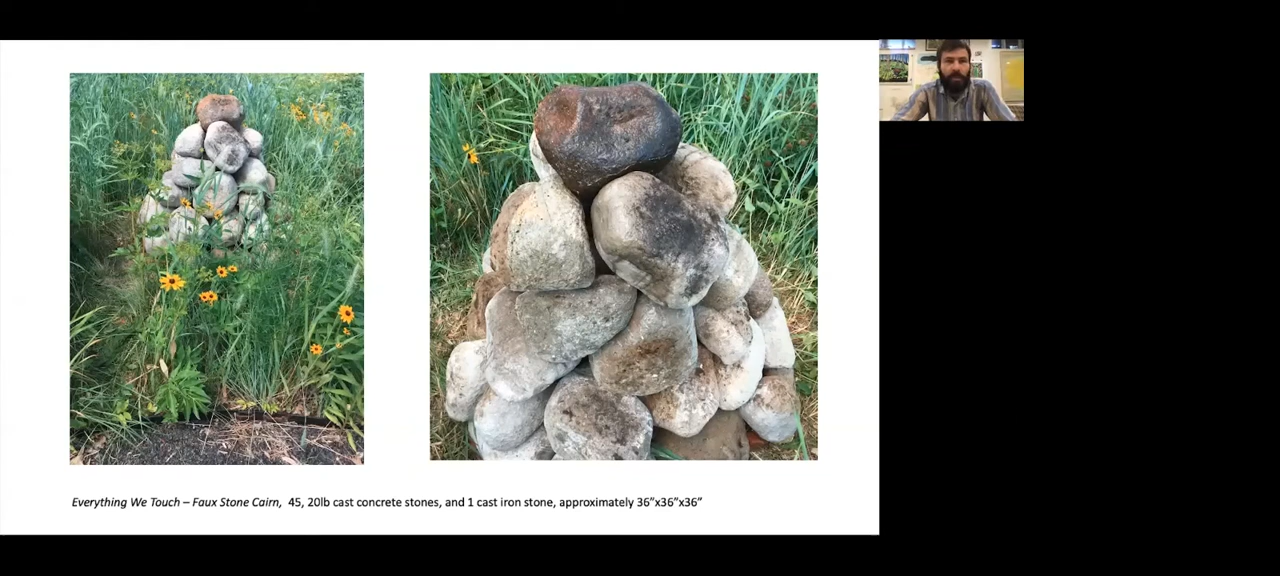 Everything We Touch – Faux Stone Cairn, 45, 20lb cast concrete stones, and 1 cast iron stone, approximately 36”x36”x36”